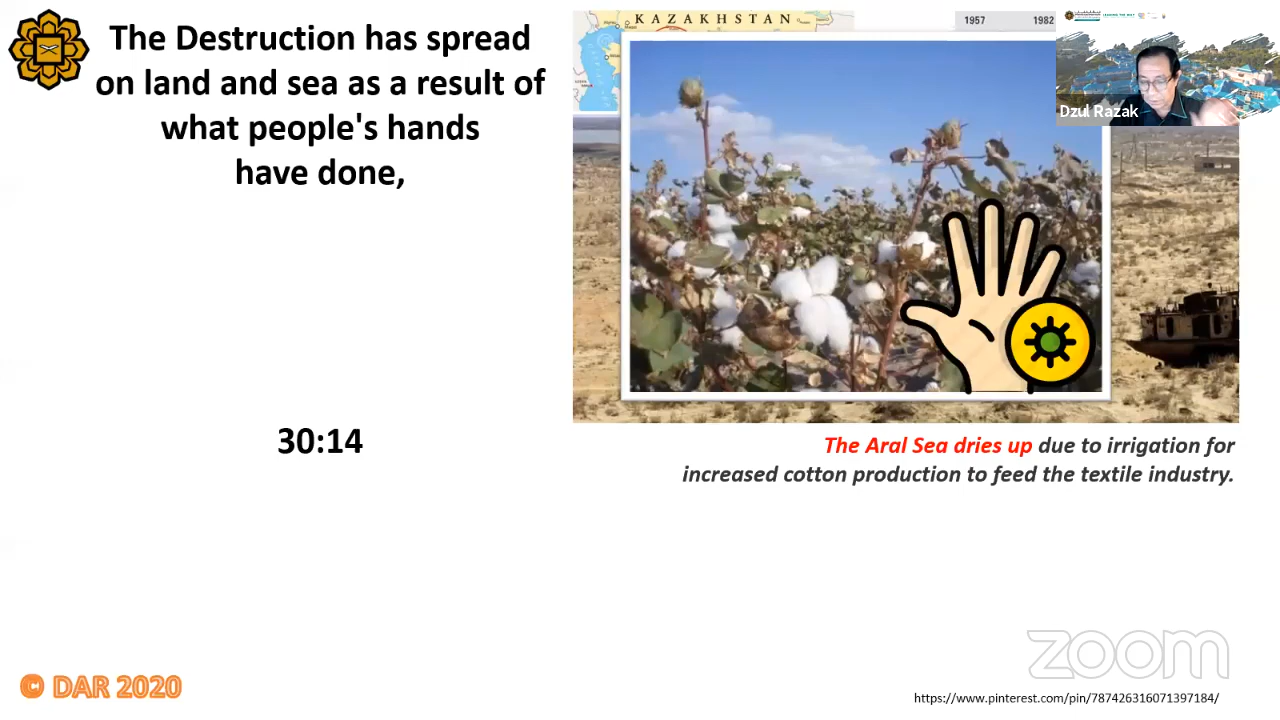 The Destruction has spread
on land and sea as a result of
what people's hands
have done,
30:14
KAZAKHSTAN
1957 1982
Dzul Razak
The Aral Sea dries up due to irrigation for
increased cotton production to feed the textile industry.
zoom
© DAR 2020
https://www.pinterest.com/pin/787426316071397184/